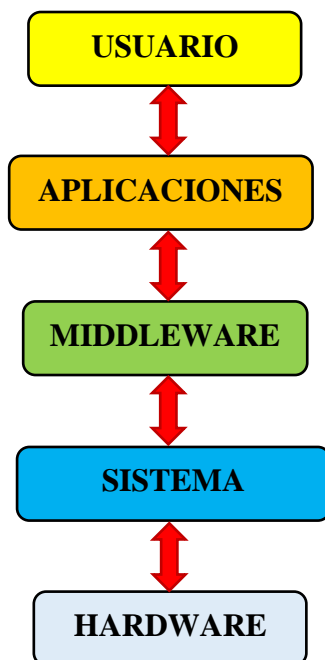 USUARIO
APLICACIONES
MIDDLEWARE
SISTEMA
HARDWARE